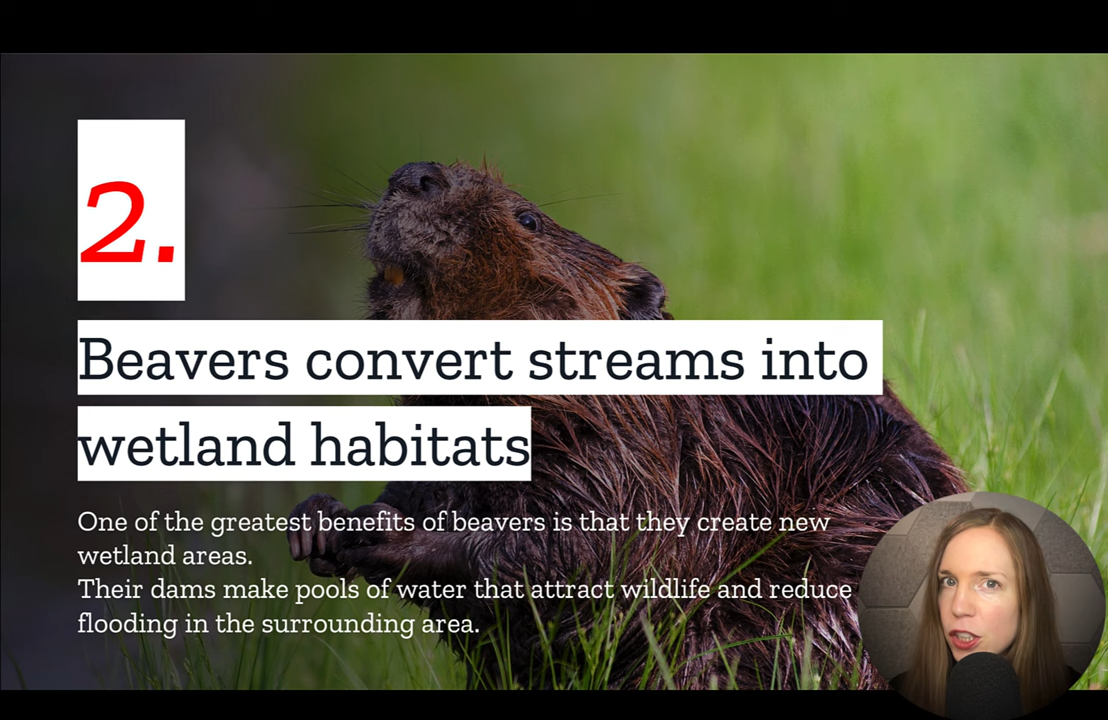 2.
Beavers convert streams into
wetland habitats
One of the greatest benefits of beavers is that they create new
wetland areas.
Their dams make pools of water that attract wildlife and reduce
flooding in the surrounding area.